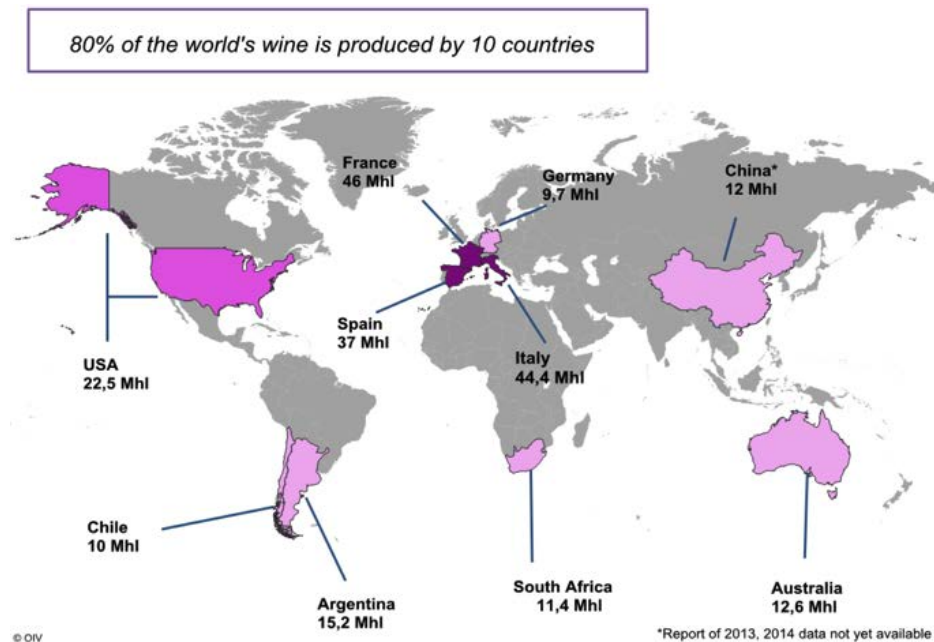 80% of the world's wine is produced by 10 countries
France
46 Mhl
Germany
9,7 Mhl
China*
12 Mhl
USA
22,5 Mhl
Spain
37 Mhl
Italy
44,4 Mhl
Chile
10 Mhl
Argentina
15,2 Mhl
South Africa
11,4 Mhl
Australia
12,6 Mhl
© OIV
*Report of 2013, 2014 data not yet available